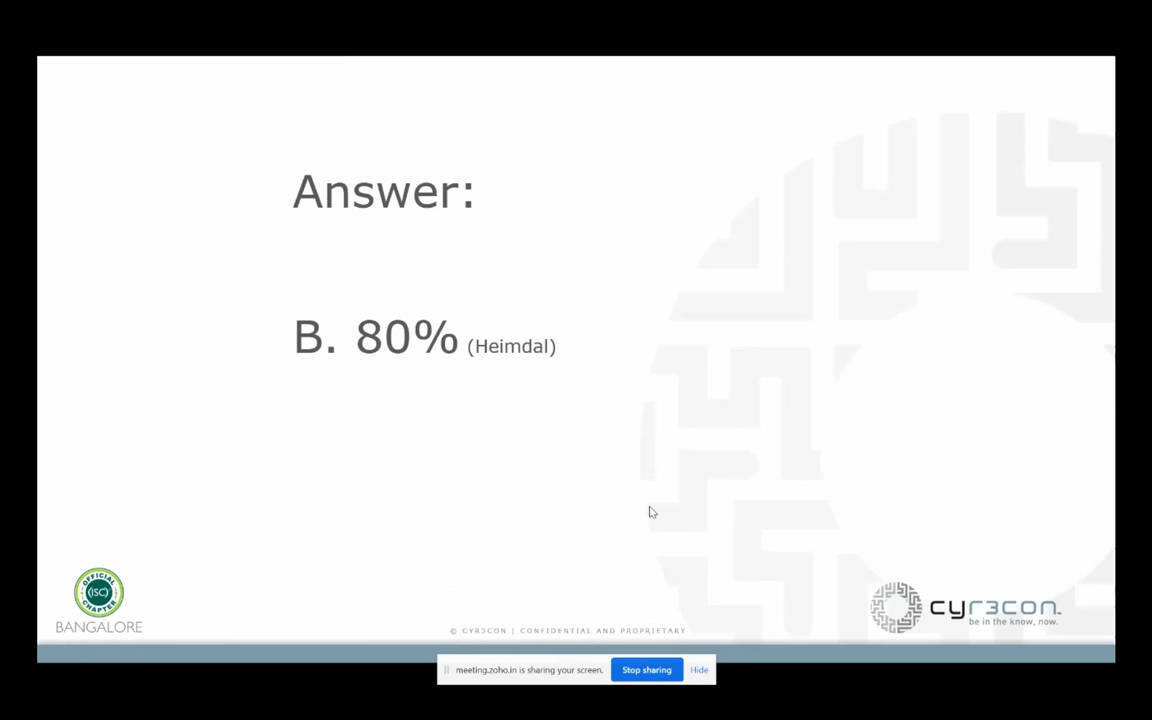 Answer:
B. 80% (Heimdal)
OFFICIAL
(ISC)
CHAPTER
BANGALORE
© CYR3CON | CONFIDENTIAL AND PROPRIETARY
cyr3con
be in the know, now.
meeting.zoho.in is sharing your screen. Stop sharing Hide